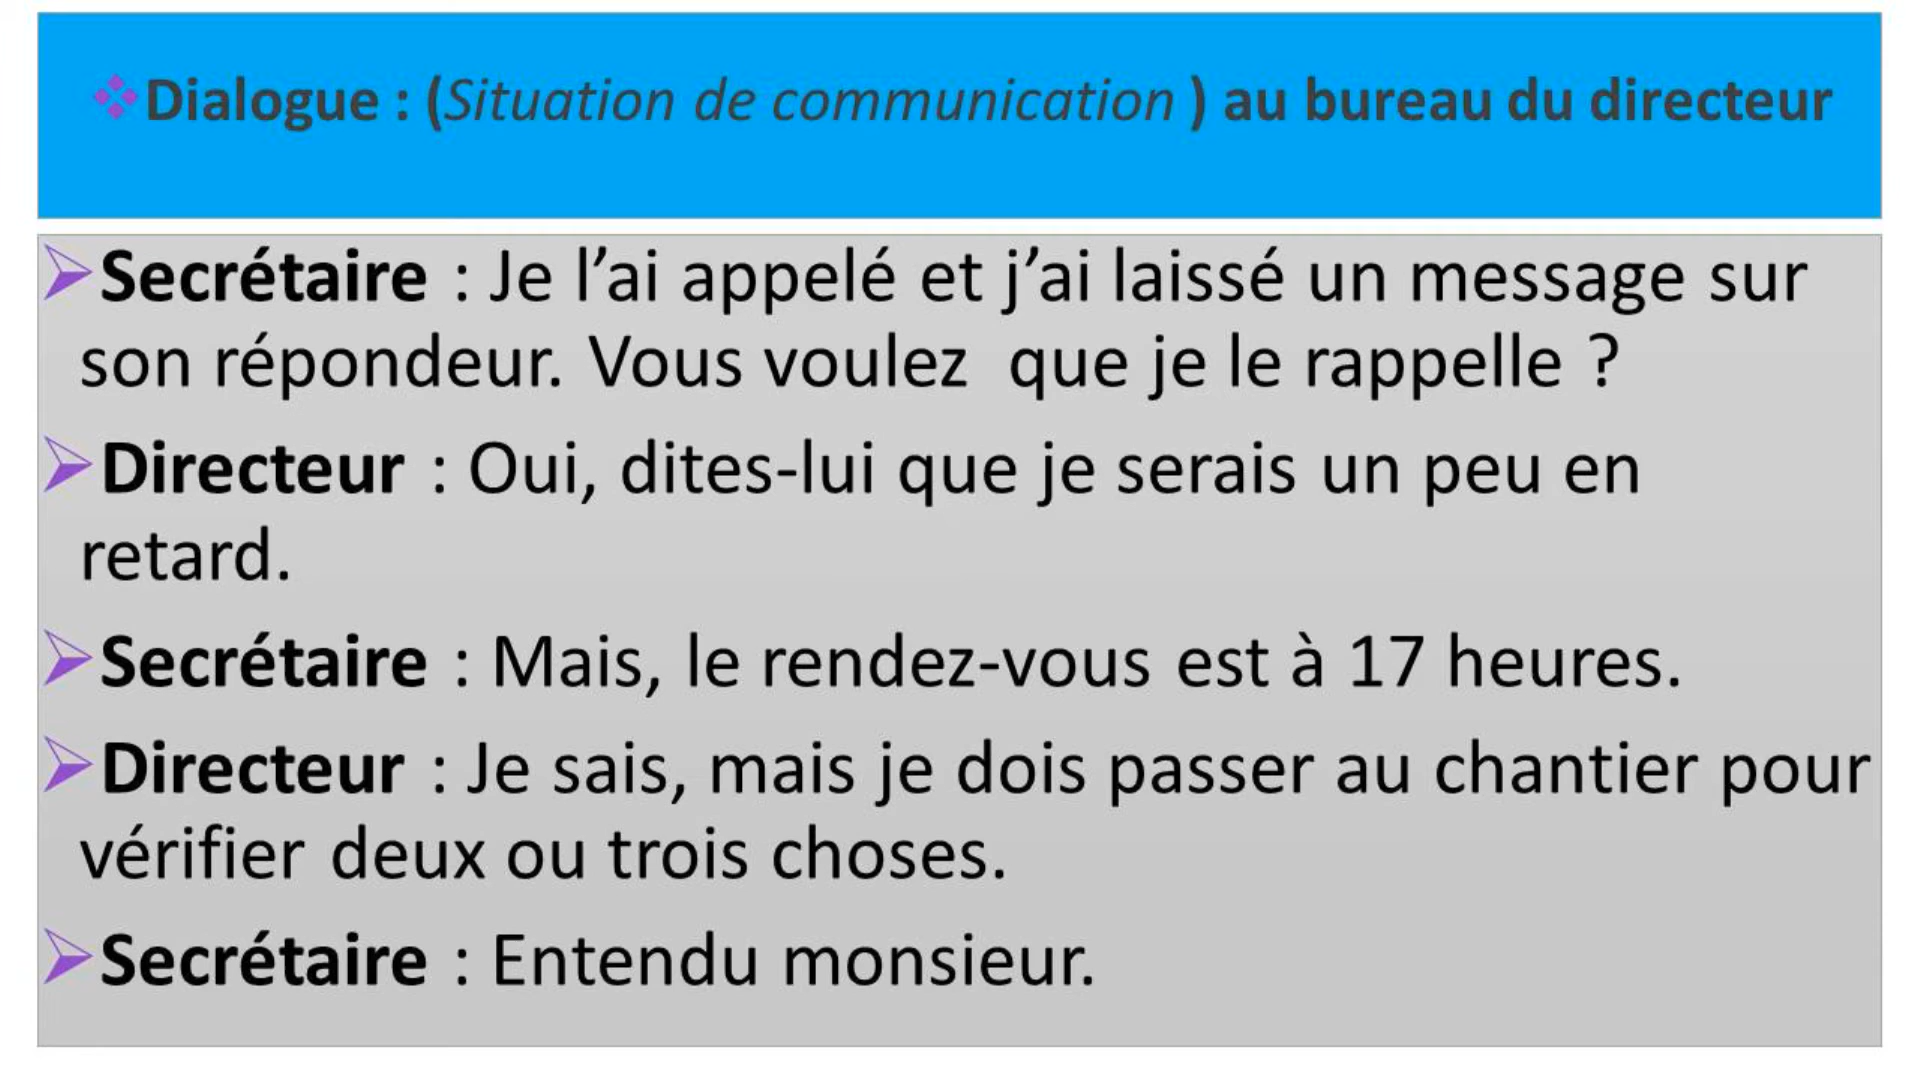 Dialogue : (Situation de communication ) au bureau du directeur
Secrétaire : Je l’ai appelé et j’ai laissé un message sur
son répondeur. Vous voulez que je le rappelle ?
Directeur : Oui, dites-lui que je serais un peu en
retard.
Secrétaire : Mais, le rendez-vous est à 17 heures.
Directeur : Je sais, mais je dois passer au chantier pour
vérifier deux ou trois choses.
Secrétaire : Entendu monsieur.